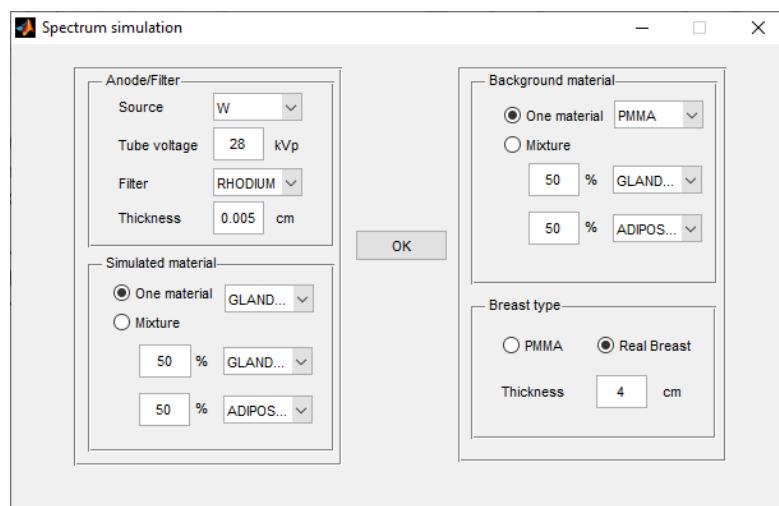 Spectrum simulation
Anode/Filter
Source W
Tube voltage 28 kVp
Filter RHODIUM
Thickness 0.005 cm
Simulated material
One material GLAND...
Mixture
50 % GLAND...
50 % ADIPOS...
OK
Background material
One material PMMA
Mixture
50 % GLAND...
50 % ADIPOS...
Breast type
PMMA Real Breast
Thickness 4 cm